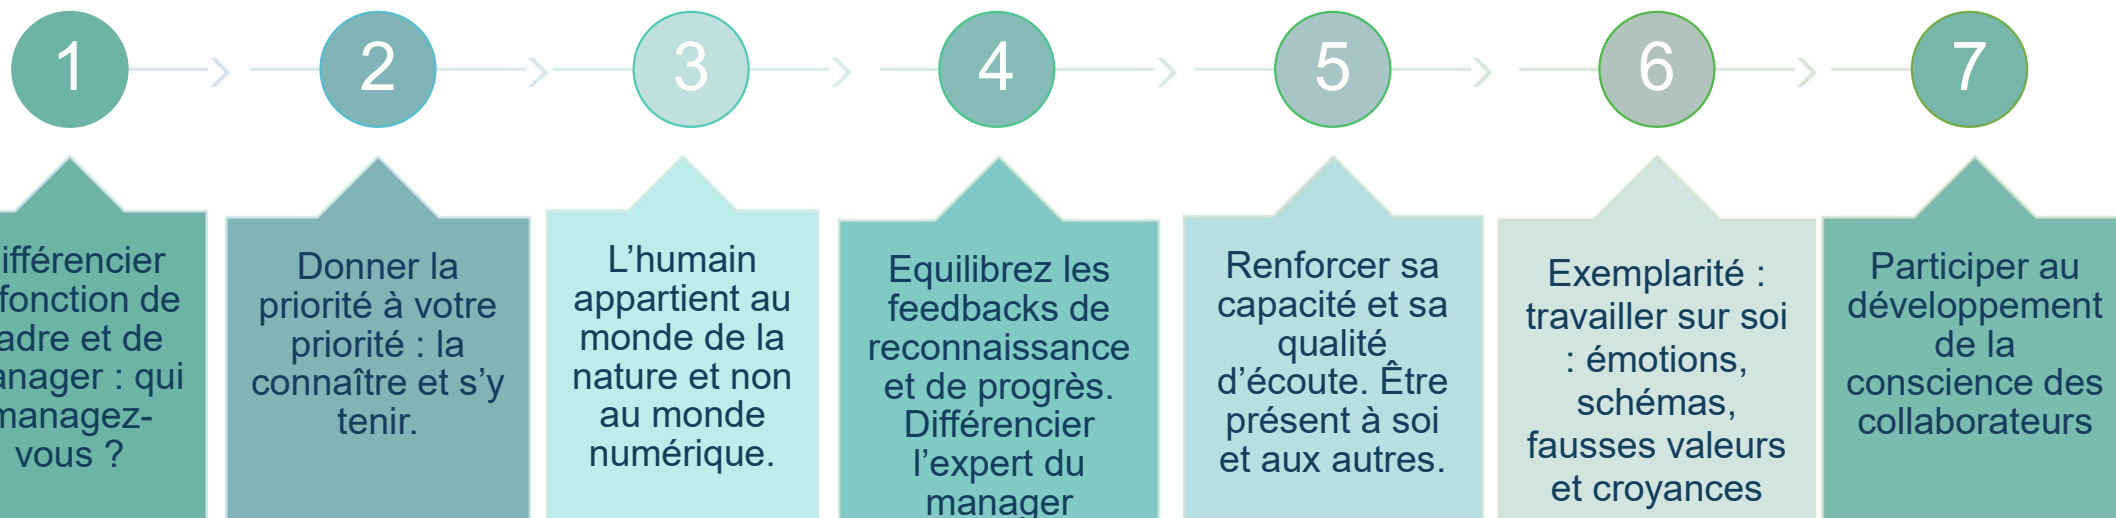 1
2
3
4
5
6
7
ifférencier
fonction de
adre et de
anager : qui
managez-
vous ?
Donner la
priorité à votre
priorité : la
connaître et s’y
tenir.
L’humain
appartient au
monde de la
nature et non
au monde
numérique.
Equilibrez les
feedbacks de
reconnaissance
et de progrès.
Différencier
l’expert du
manager
Renforcer sa
capacité et sa
qualité
d’écoute. Être
présent à soi
et aux autres.
Exemplarité :
travailler sur soi
: émotions,
schémas,
fausses valeurs
et croyances
Participer au
développement
de la
conscience des
collaborateurs